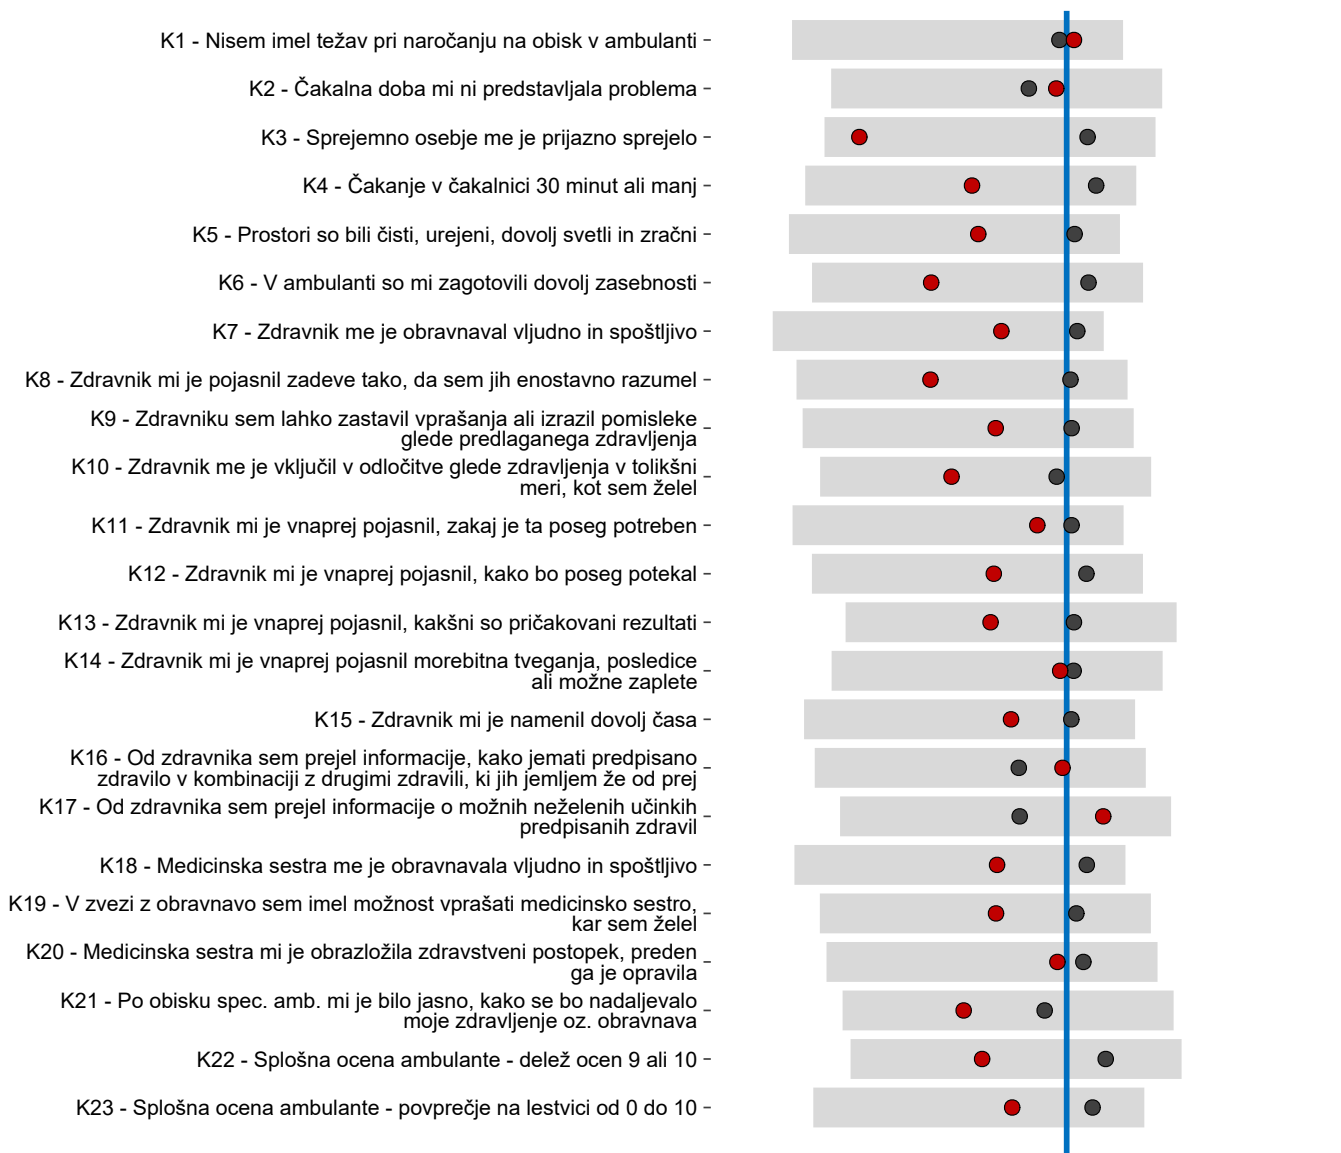 K1 - Nisem imel težav pri naročanju na obisk v ambulanti
K2 - Čakalna doba mi ni predstavljala problema
K3 - Sprejemno osebje me je prijazno sprejelo
K4 - Čakanje v čakalnici 30 minut ali manj
K5 - Prostori so bili čisti, urejeni, dovolj svetli in zračni
K6 - V ambulanti so mi zagotovili dovolj zasebnosti
K7 - Zdravnik me je obravnaval vljudno in spoštljivo
K8 - Zdravnik mi je pojasnil zadeve tako, da sem jih enostavno razumel
K9 - Zdravniku sem lahko zastavil vprašanja ali izrazil pomisleke
glede predlaganega zdravljenja
K10 - Zdravnik me je vključil v odločitve glede zdravljenja v tolikšni
meri, kot sem želel
K11 - Zdravnik mi je vnaprej pojasnil, zakaj je ta poseg potreben
K12 - Zdravnik mi je vnaprej pojasnil, kako bo poseg potekal
K13 - Zdravnik mi je vnaprej pojasnil, kakšni so pričakovani rezultati
K14 - Zdravnik mi je vnaprej pojasnil morebitna tveganja, posledice
ali možne zaplete
K15 - Zdravnik mi je namenil dovolj časa
K16 - Od zdravnika sem prejel informacije, kako jemati predpisano
zdravilo v kombinaciji z drugimi zdravili, ki jih jemljem že od prej
K17 - Od zdravnika sem prejel informacije o možnih neželenih učinkih
predpisanih zdravil
K18 - Medicinska sestra me je obravnavala vljudno in spoštljivo
K19 - V zvezi z obravnavo sem imel možnost vprašati medicinsko sestro,
kar sem želel
K20 - Medicinska sestra mi je obrazložila zdravstveni postopek, preden
ga je opravila
K21 - Po obisku spec. amb. mi je bilo jasno, kako se bo nadaljevalo
moje zdravljenje oz. obravnava
K22 - Splošna ocena ambulante - delež ocen 9 ali 10
K23 - Splošna ocena ambulante - povprečje na lestvici od 0 do 10